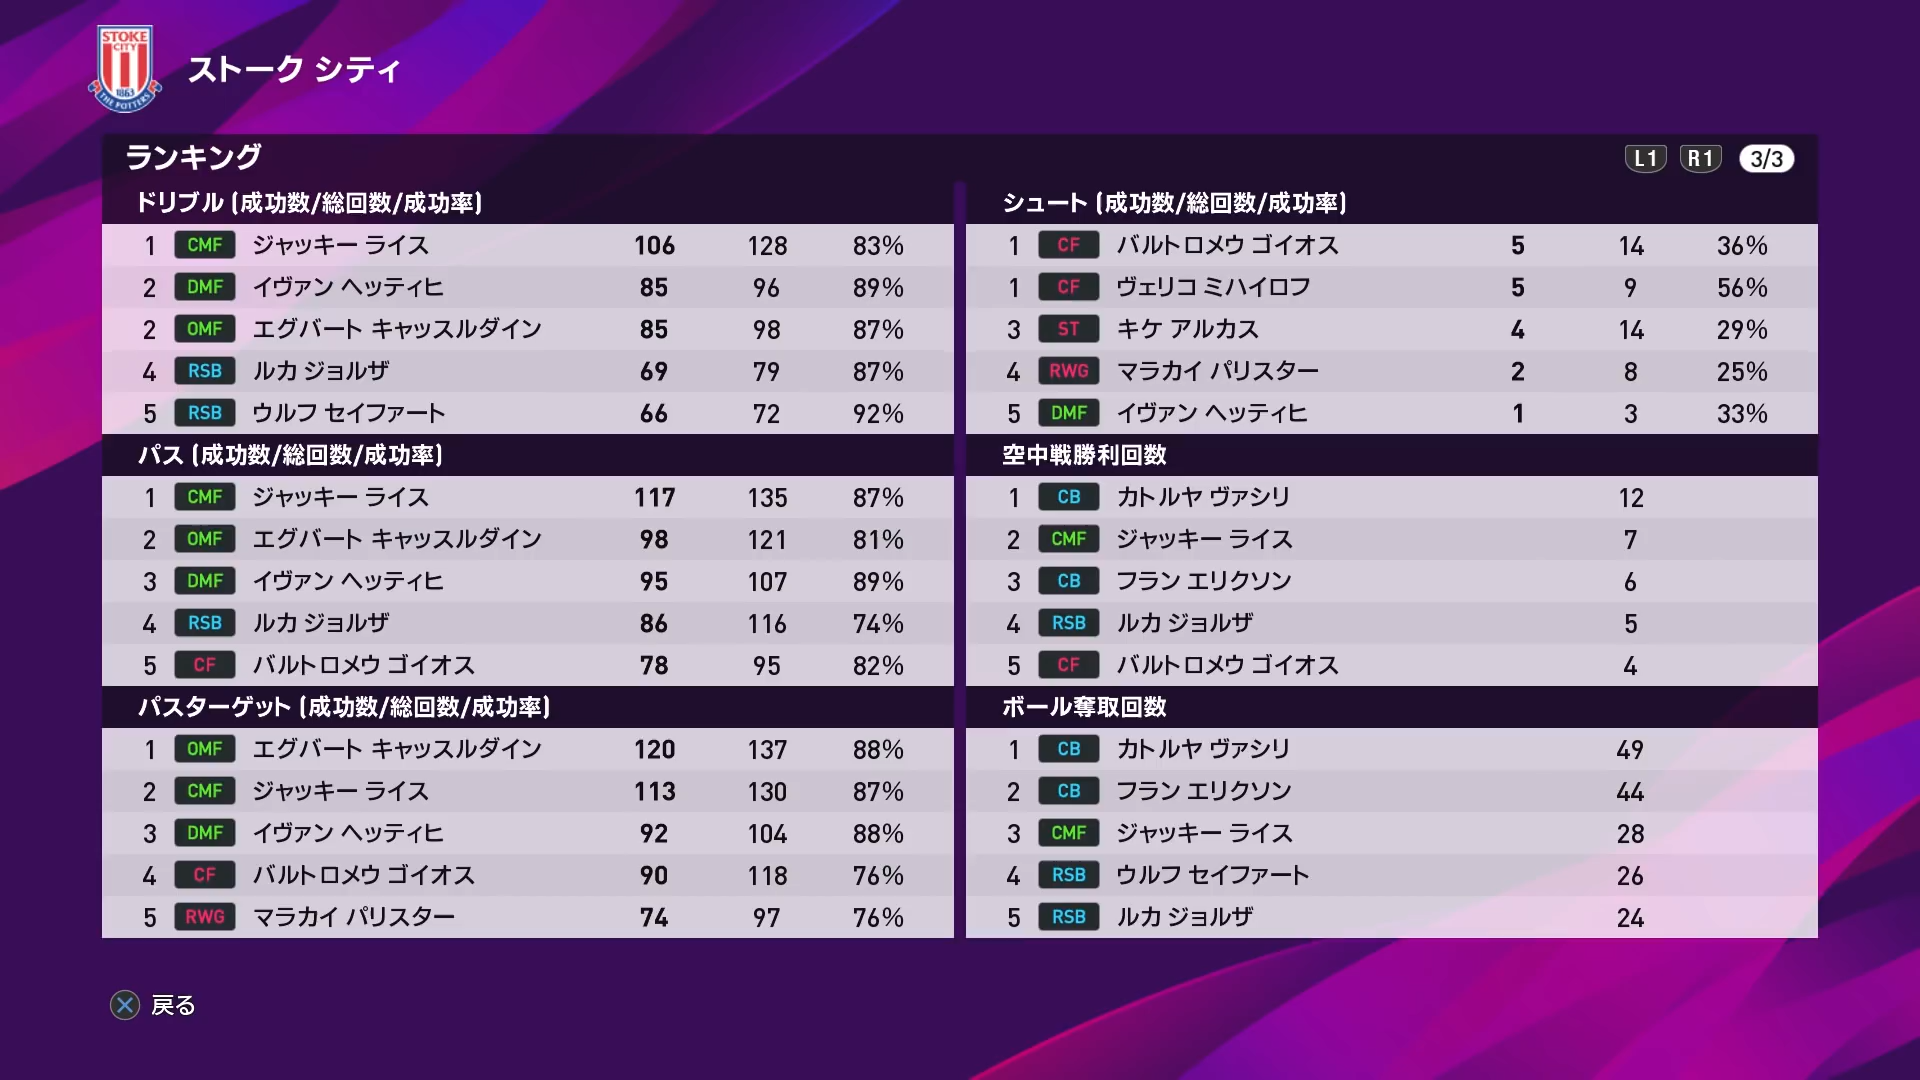 STOKE
CITY
1863
THE POTTERS
ストーク シティ
ランキング
L1 R1 3/3
ドリブル (成功数/総回数/成功率)
1 CMF ジャッキー ライス 106 128 83%
2 DMF イヴァン ヘッティヒ 85 96 89%
2 OMF エグバート キャッスルダイン 85 98 87%
4 RSB ルカ ジョルザ 69 79 87%
5 RSB ウルフ セイファート 66 72 92%
パス (成功数/総回数/成功率)
1 CMF ジャッキー ライス 117 135 87%
2 OMF エグバート キャッスルダイン 98 121 81%
3 DMF イヴァン ヘッティヒ 95 107 89%
4 RSB ルカ ジョルザ 86 116 74%
5 CF バルトロメウ ゴイオス 78 95 82%
パスターゲット (成功数/総回数/成功率)
1 OMF エグバート キャッスルダイン 120 137 88%
2 CMF ジャッキー ライス 113 130 87%
3 DMF イヴァン ヘッティヒ 92 104 88%
4 CF バルトロメウ ゴイオス 90 118 76%
5 RWG マラカイ パリスター 74 97 76%
シュート (成功数/総回数/成功率)
1 CF バルトロメウ ゴイオス 5 14 36%
1 CF ヴェリコ ミハイロフ 5 9 56%
3 ST キケ アルカス 4 14 29%
4 RWG マラカイ パリスター 2 8 25%
5 DMF イヴァン ヘッティヒ 1 3 33%
空中戦勝利回数
1 CB カトルヤ ヴァシリ 12
2 CMF ジャッキー ライス 7
3 CB フラン エリクソン 6
4 RSB ルカ ジョルザ 5
5 CF バルトロメウ ゴイオス 4
ボール奪取回数
1 CB カトルヤ ヴァシリ 49
2 CB フラン エリクソン 44
3 CMF ジャッキー ライス 28
4 RSB ウルフ セイファート 26
5 RSB ルカ ジョルザ 24
戻る